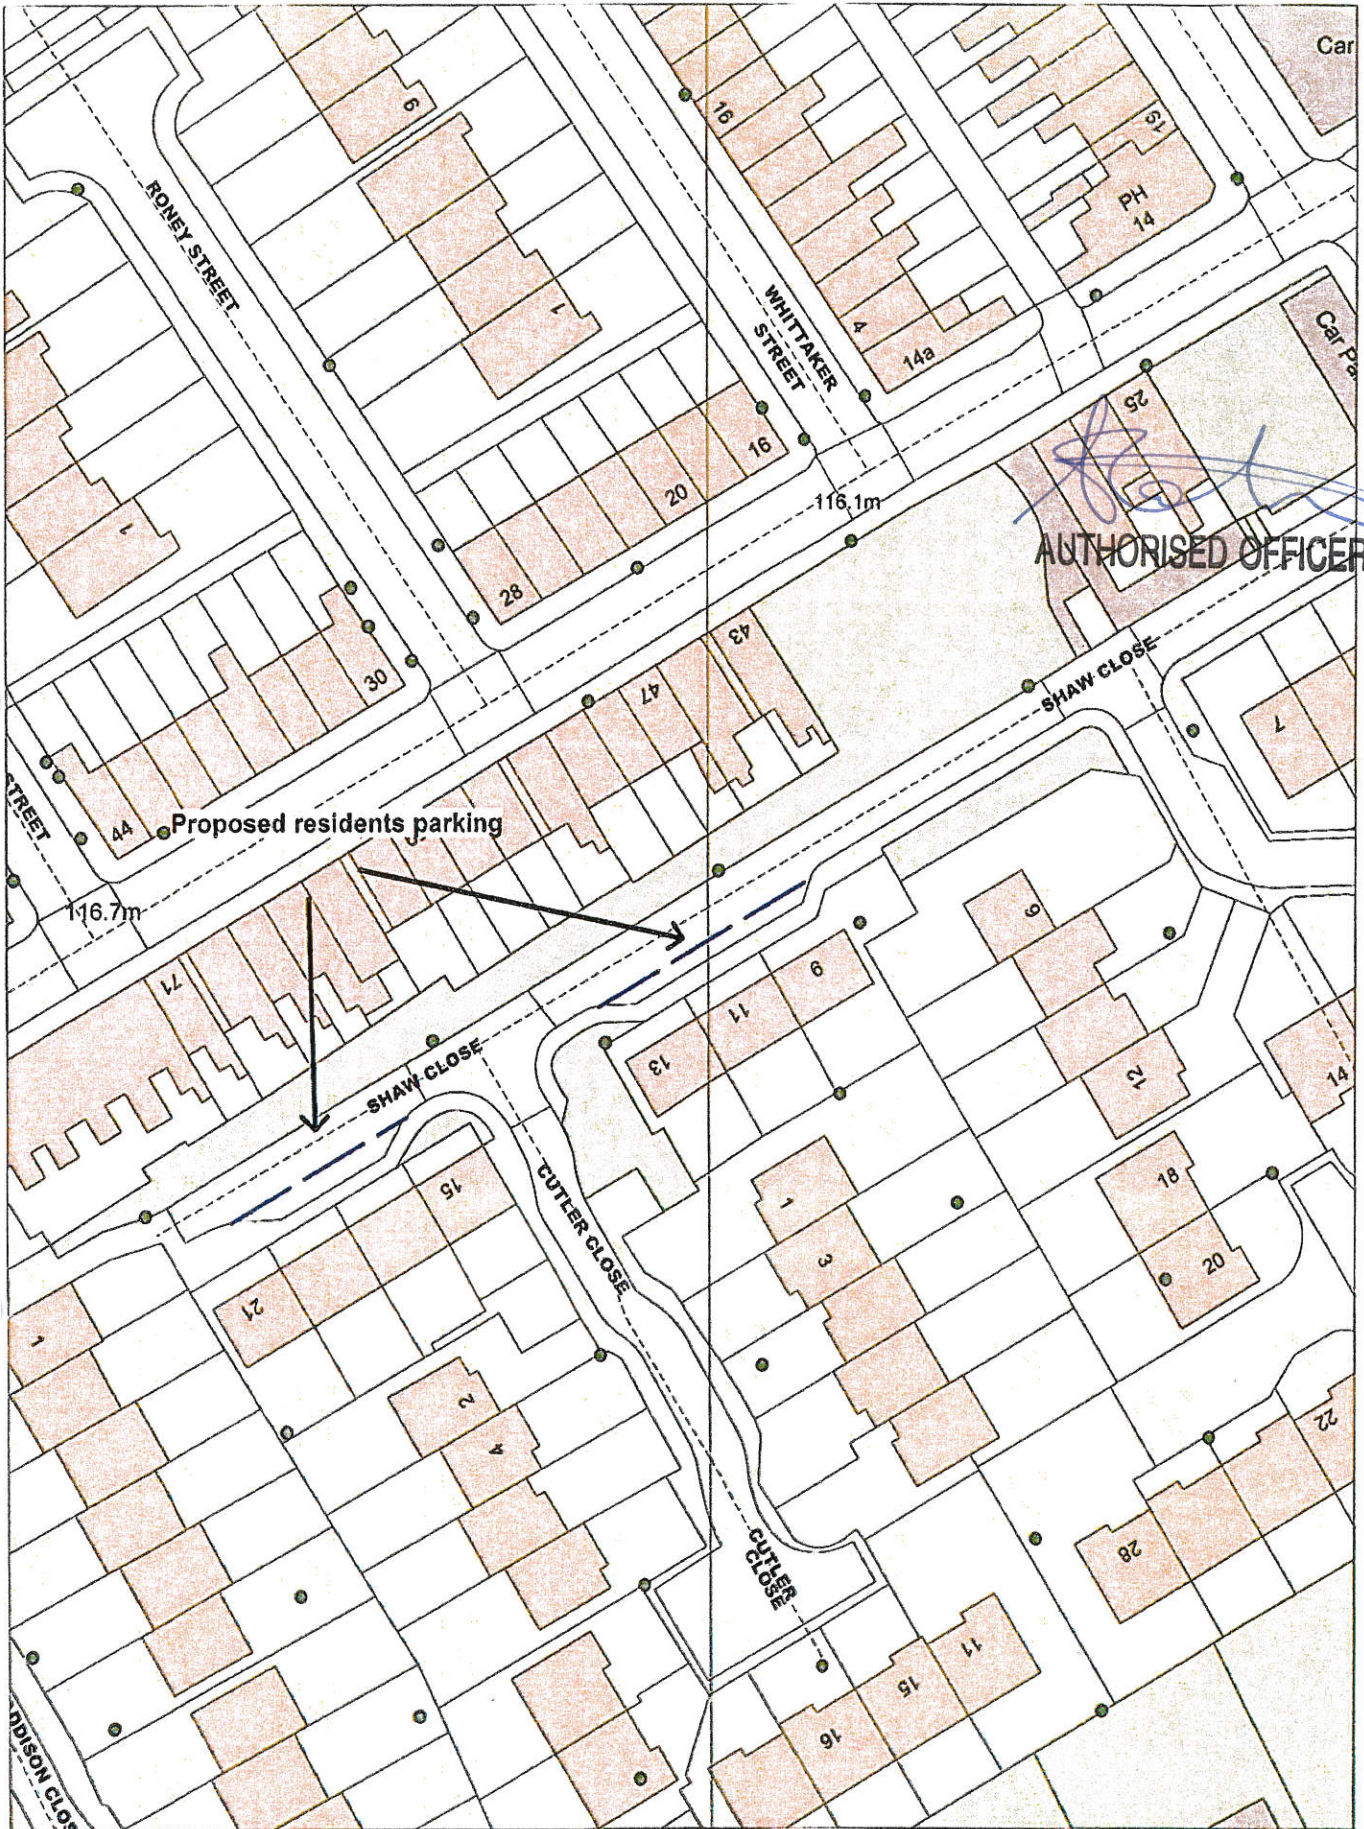 Car
9
16
19
PH
14
RONEY STREET
1
WHITTAKER
STREET
4
14a
Car Pa
25
16
20
116.1m
1
28
AUTHORISED OFFICER
43
SHAW CLOSE
30
47
7
STREET
44
Proposed residents parking
116.7m
9
71
9
11
13
SHAW CLOSE
12
14
15
CUTLER CLOSE
1
18
3
20
21
1
2
4
22
28
CUTLER
CLOSE
11
15
16
DDISON CLOS